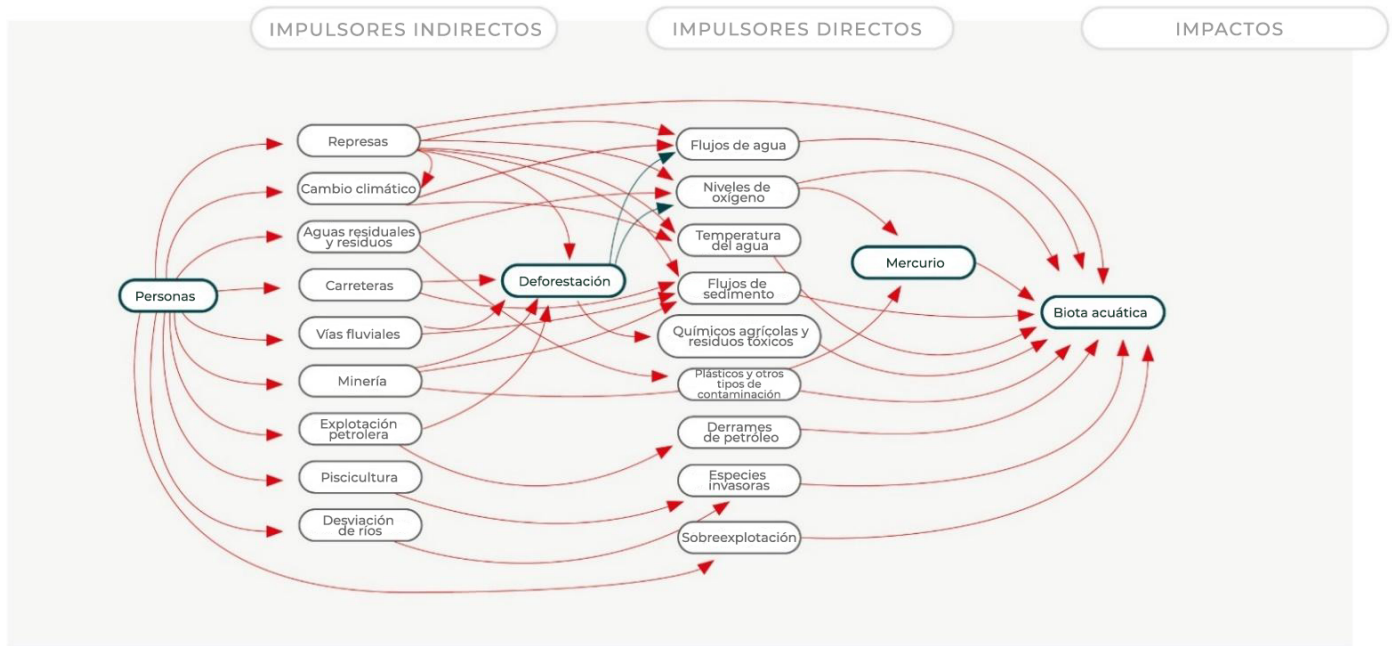 IMPULSORES INDIRECTOS
IMPULSORES DIRECTOS
IMPACTOS
Personas
Represas
Cambio climático
Aguas residuales
y residuos
Carreteras
Vías fluviales
Minería
Explotación
petrolera
Piscicultura
Desviación
de ríos
Deforestación
Flujos de agua
Niveles de
oxígeno
Temperatura
del agua
Flujos de
sedimento
Químicos agrícolas y
residuos tóxicos
Plásticos y otros
tipos de
contaminación
Derrames
de petróleo
Especies
invasoras
Sobreexplotación
Mercurio
Biota acuática